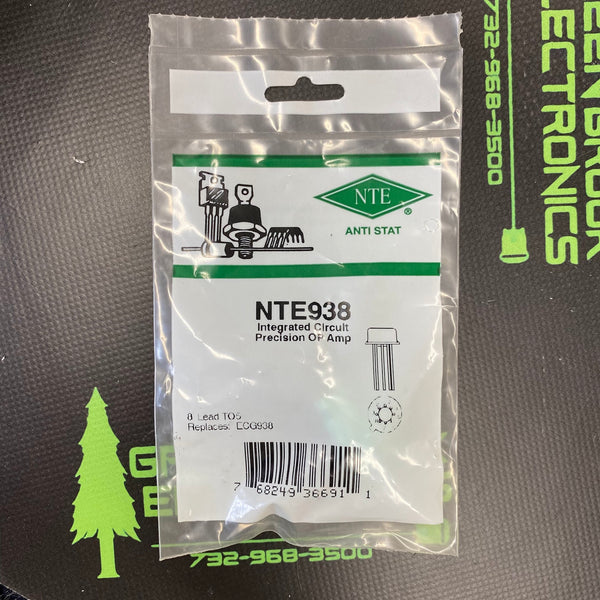 NTE
®
ANTI STAT
NTE938
Integrated Circuit
Precision OP Amp
8 Lead TO5
Replaces: ECG938
7 68249 36691 1
732-968-3500
ELECTRONICS
732-968-3500